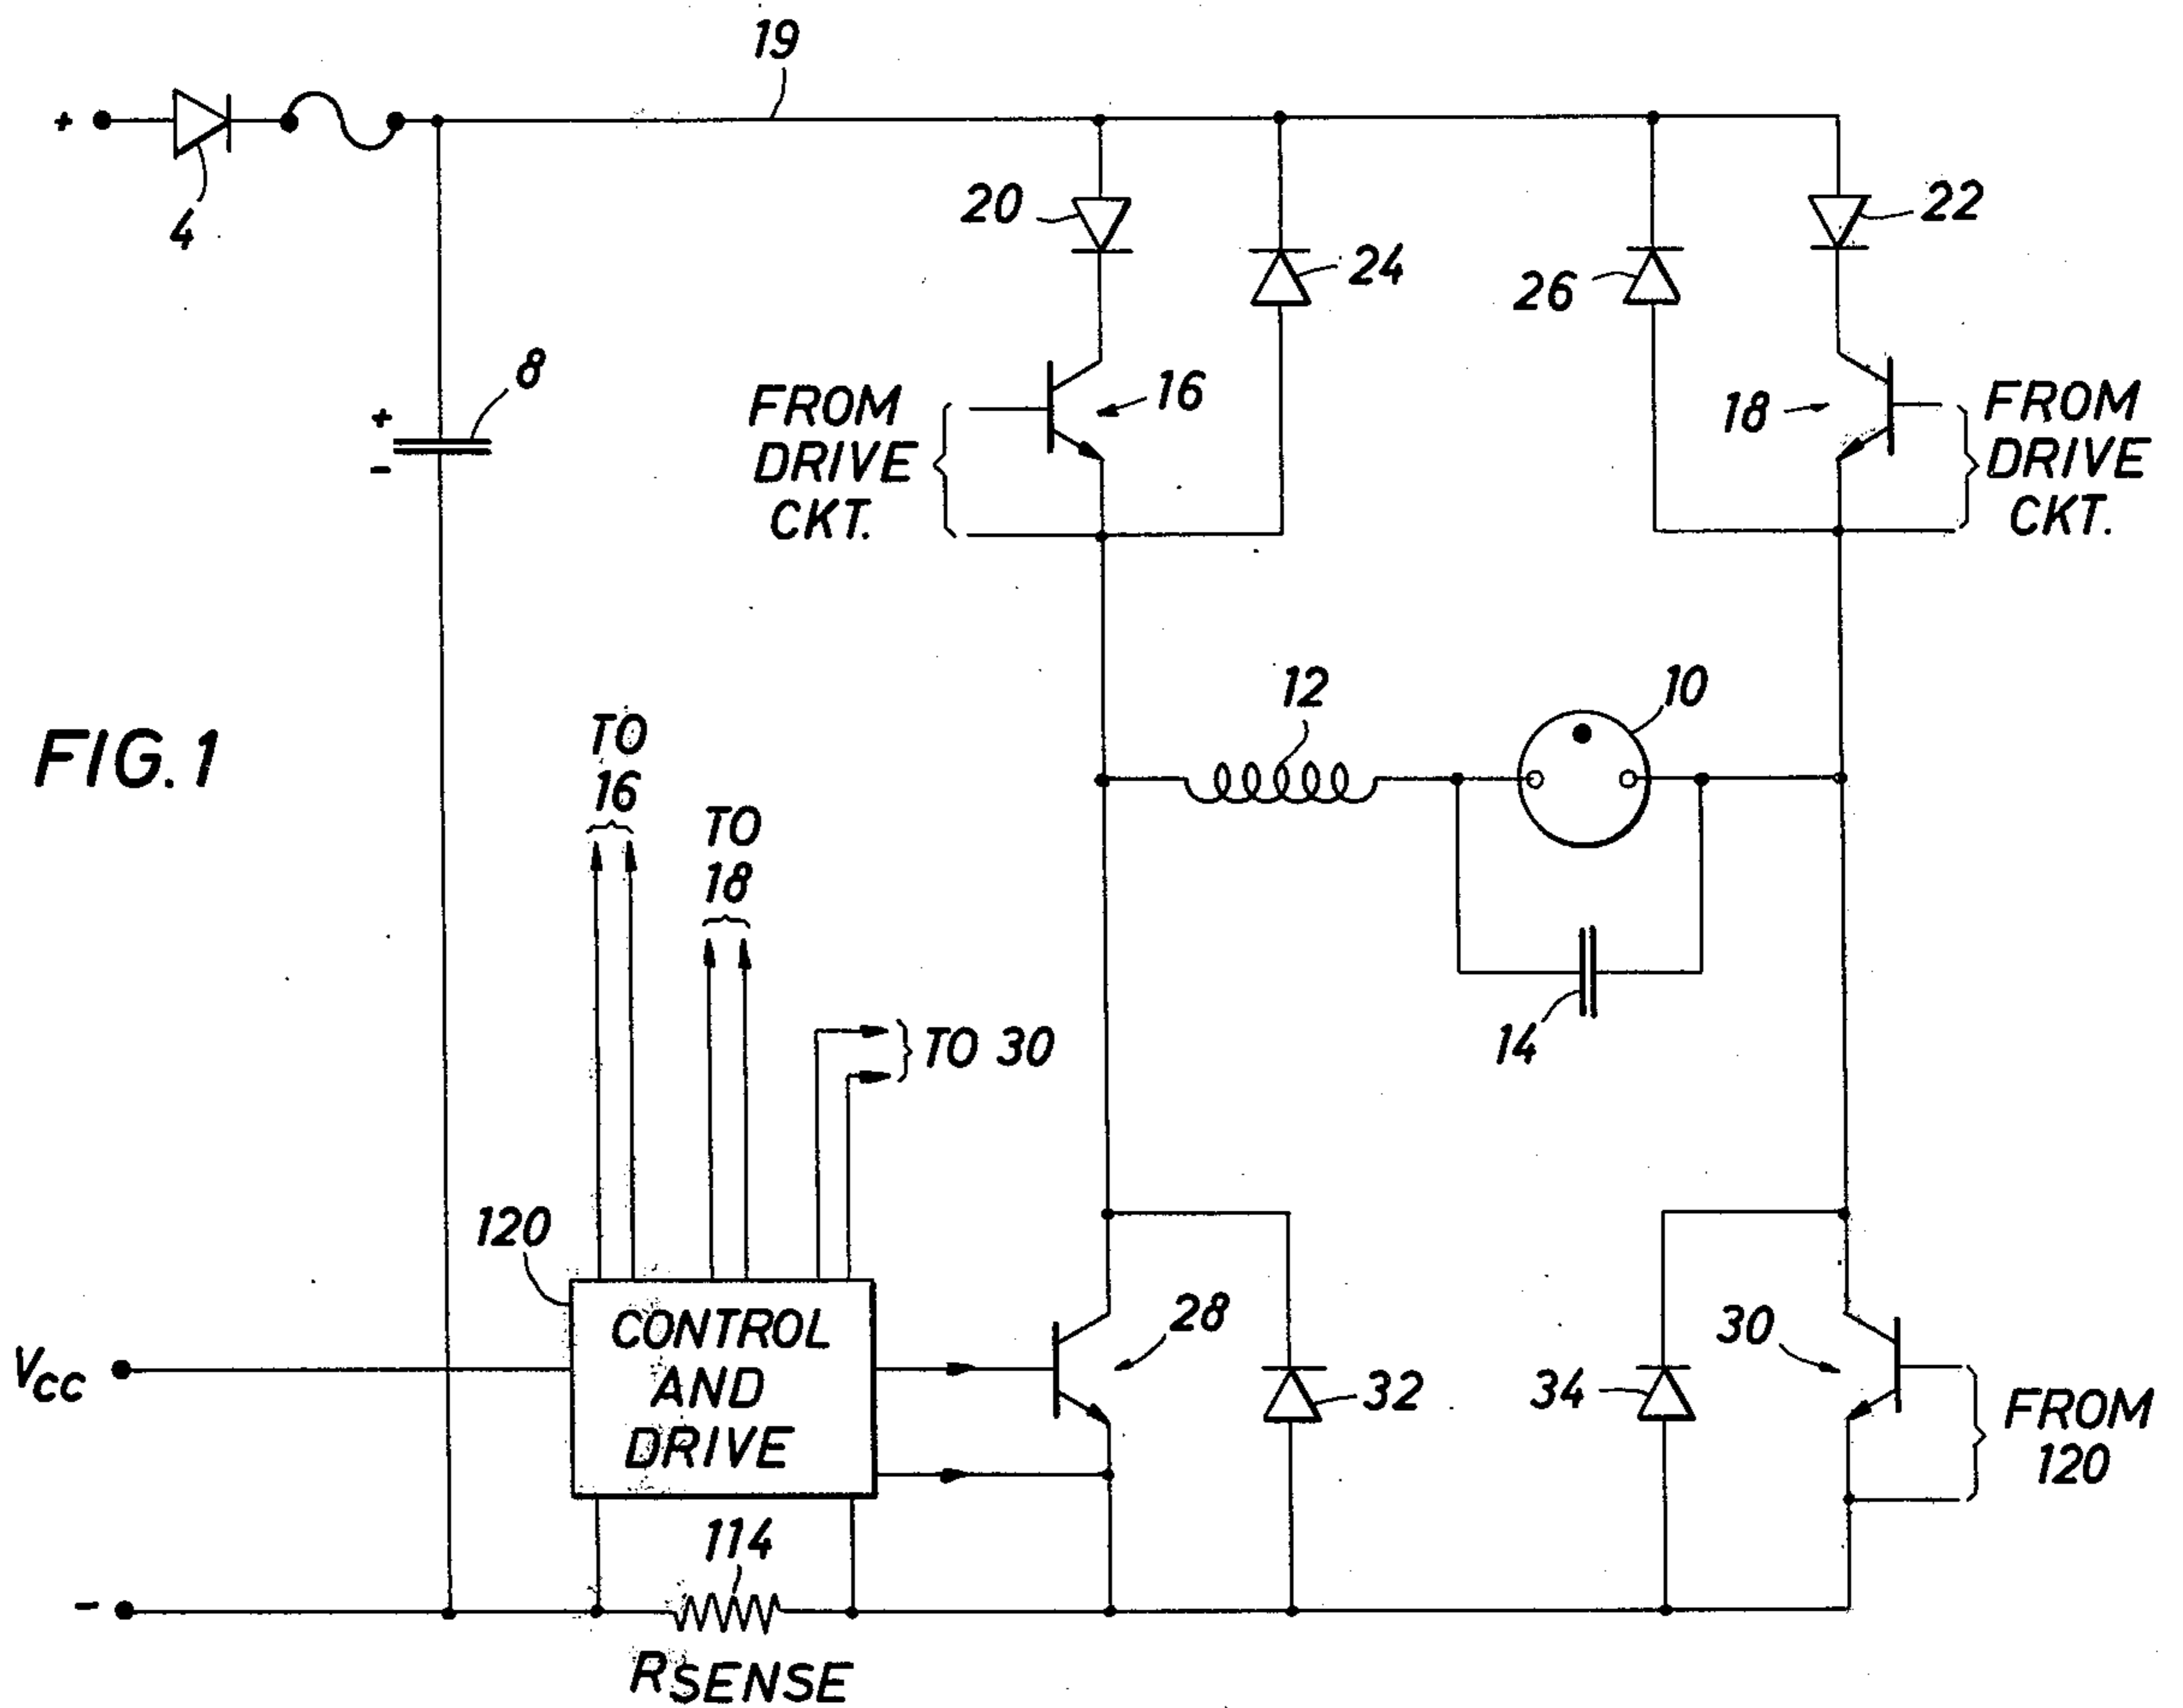 19
+
4
20
22
24
26
8
+
-
FROM
DRIVE
CKT.
16
18
FROM
DRIVE
CKT.
12
10
FIG.1
TO
16
TO
18
14
TO 30
120
CONTROL
AND
DRIVE
VCC
28
32
30
34
FROM
120
114
-
RSENSE